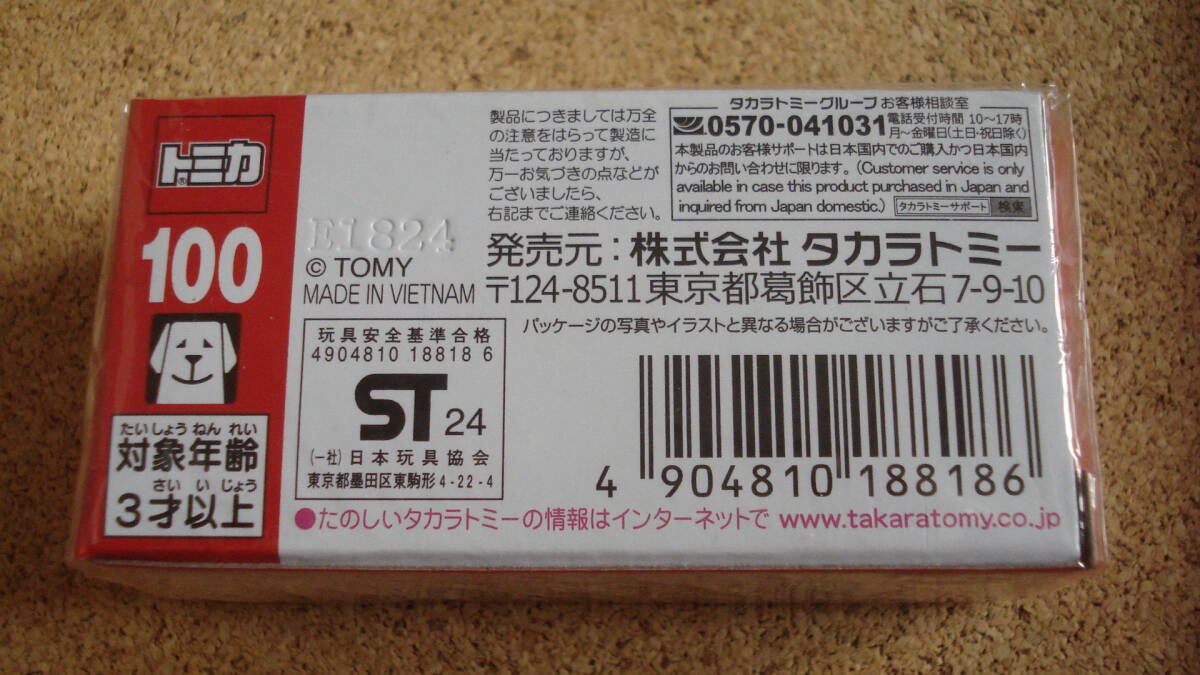 トミカ
®
100
たいしょうねんれい
対象年齢
さいいじょう
3才以上
E1824
© TOMY
MADE IN VIETNAM
玩具安全基準合格
4904810 18818 6
ST 24
(一社)日本玩具協会
東京都墨田区東駒形4-22-4
製品につきましては万全
の注意をはらって製造に
当たっておりますが、
万一お気づきの点などが
ございましたら、
右記までご連絡ください。
タカラトミーグループ お客様相談室
0570-041031 電話受付時間 10〜17時
月〜金曜日(土日・祝日除く)
本製品のお客様サポートは日本国内でのご購入かつ日本国内
からのお問い合わせに限ります。(Customer service is only
available in case this product purchased in Japan and
inquired from Japan domestic.) タカラトミーサポート 検索
発売元:株式会社 タカラトミー
〒124-8511東京都葛飾区立石7-9-10
パッケージの写真やイラストと異なる場合がございますがご了承ください。
4 904810 188186
●たのしいタカラトミーの情報はインターネットで www.takaratomy.co.jp